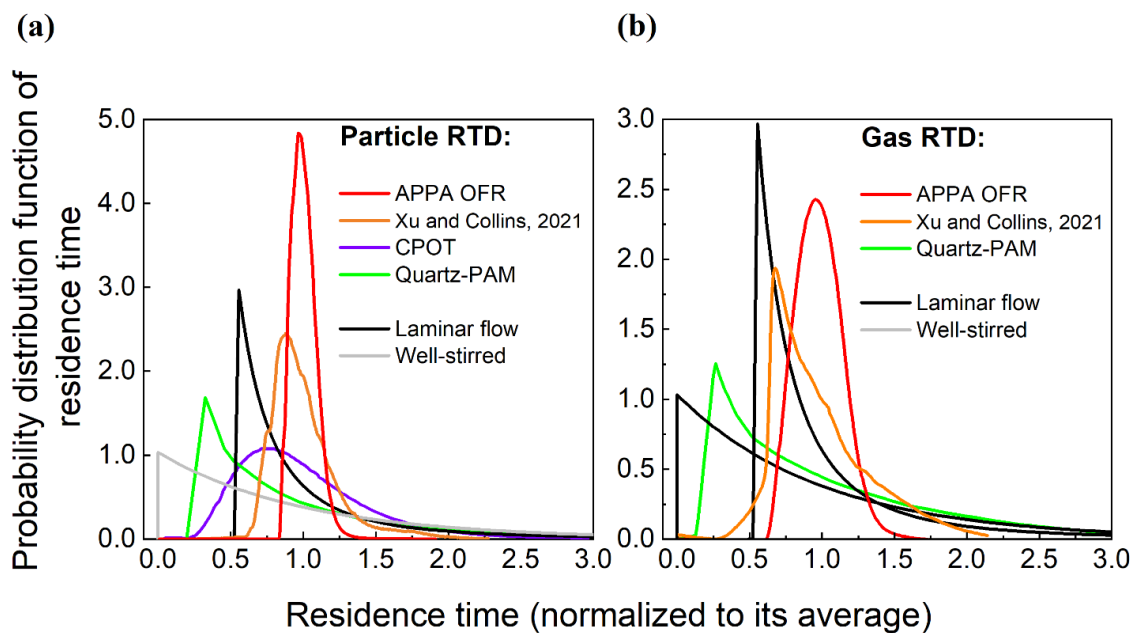 (a)
(b)
Probability distribution function of
residence time
5.0
4.0
3.0
2.0
1.0
0.0
0.0 0.5 1.0 1.5 2.0 2.5 3.0
Particle RTD:
APPA OFR
Xu and Collins, 2021
CPOT
Quartz-PAM
Laminar flow
Well-stirred
3.0
2.5
2.0
1.5
1.0
0.5
0.0
0.0 0.5 1.0 1.5 2.0 2.5 3.0
Gas RTD:
APPA OFR
Xu and Collins, 2021
Quartz-PAM
Laminar flow
Well-stirred
Residence time (normalized to its average)